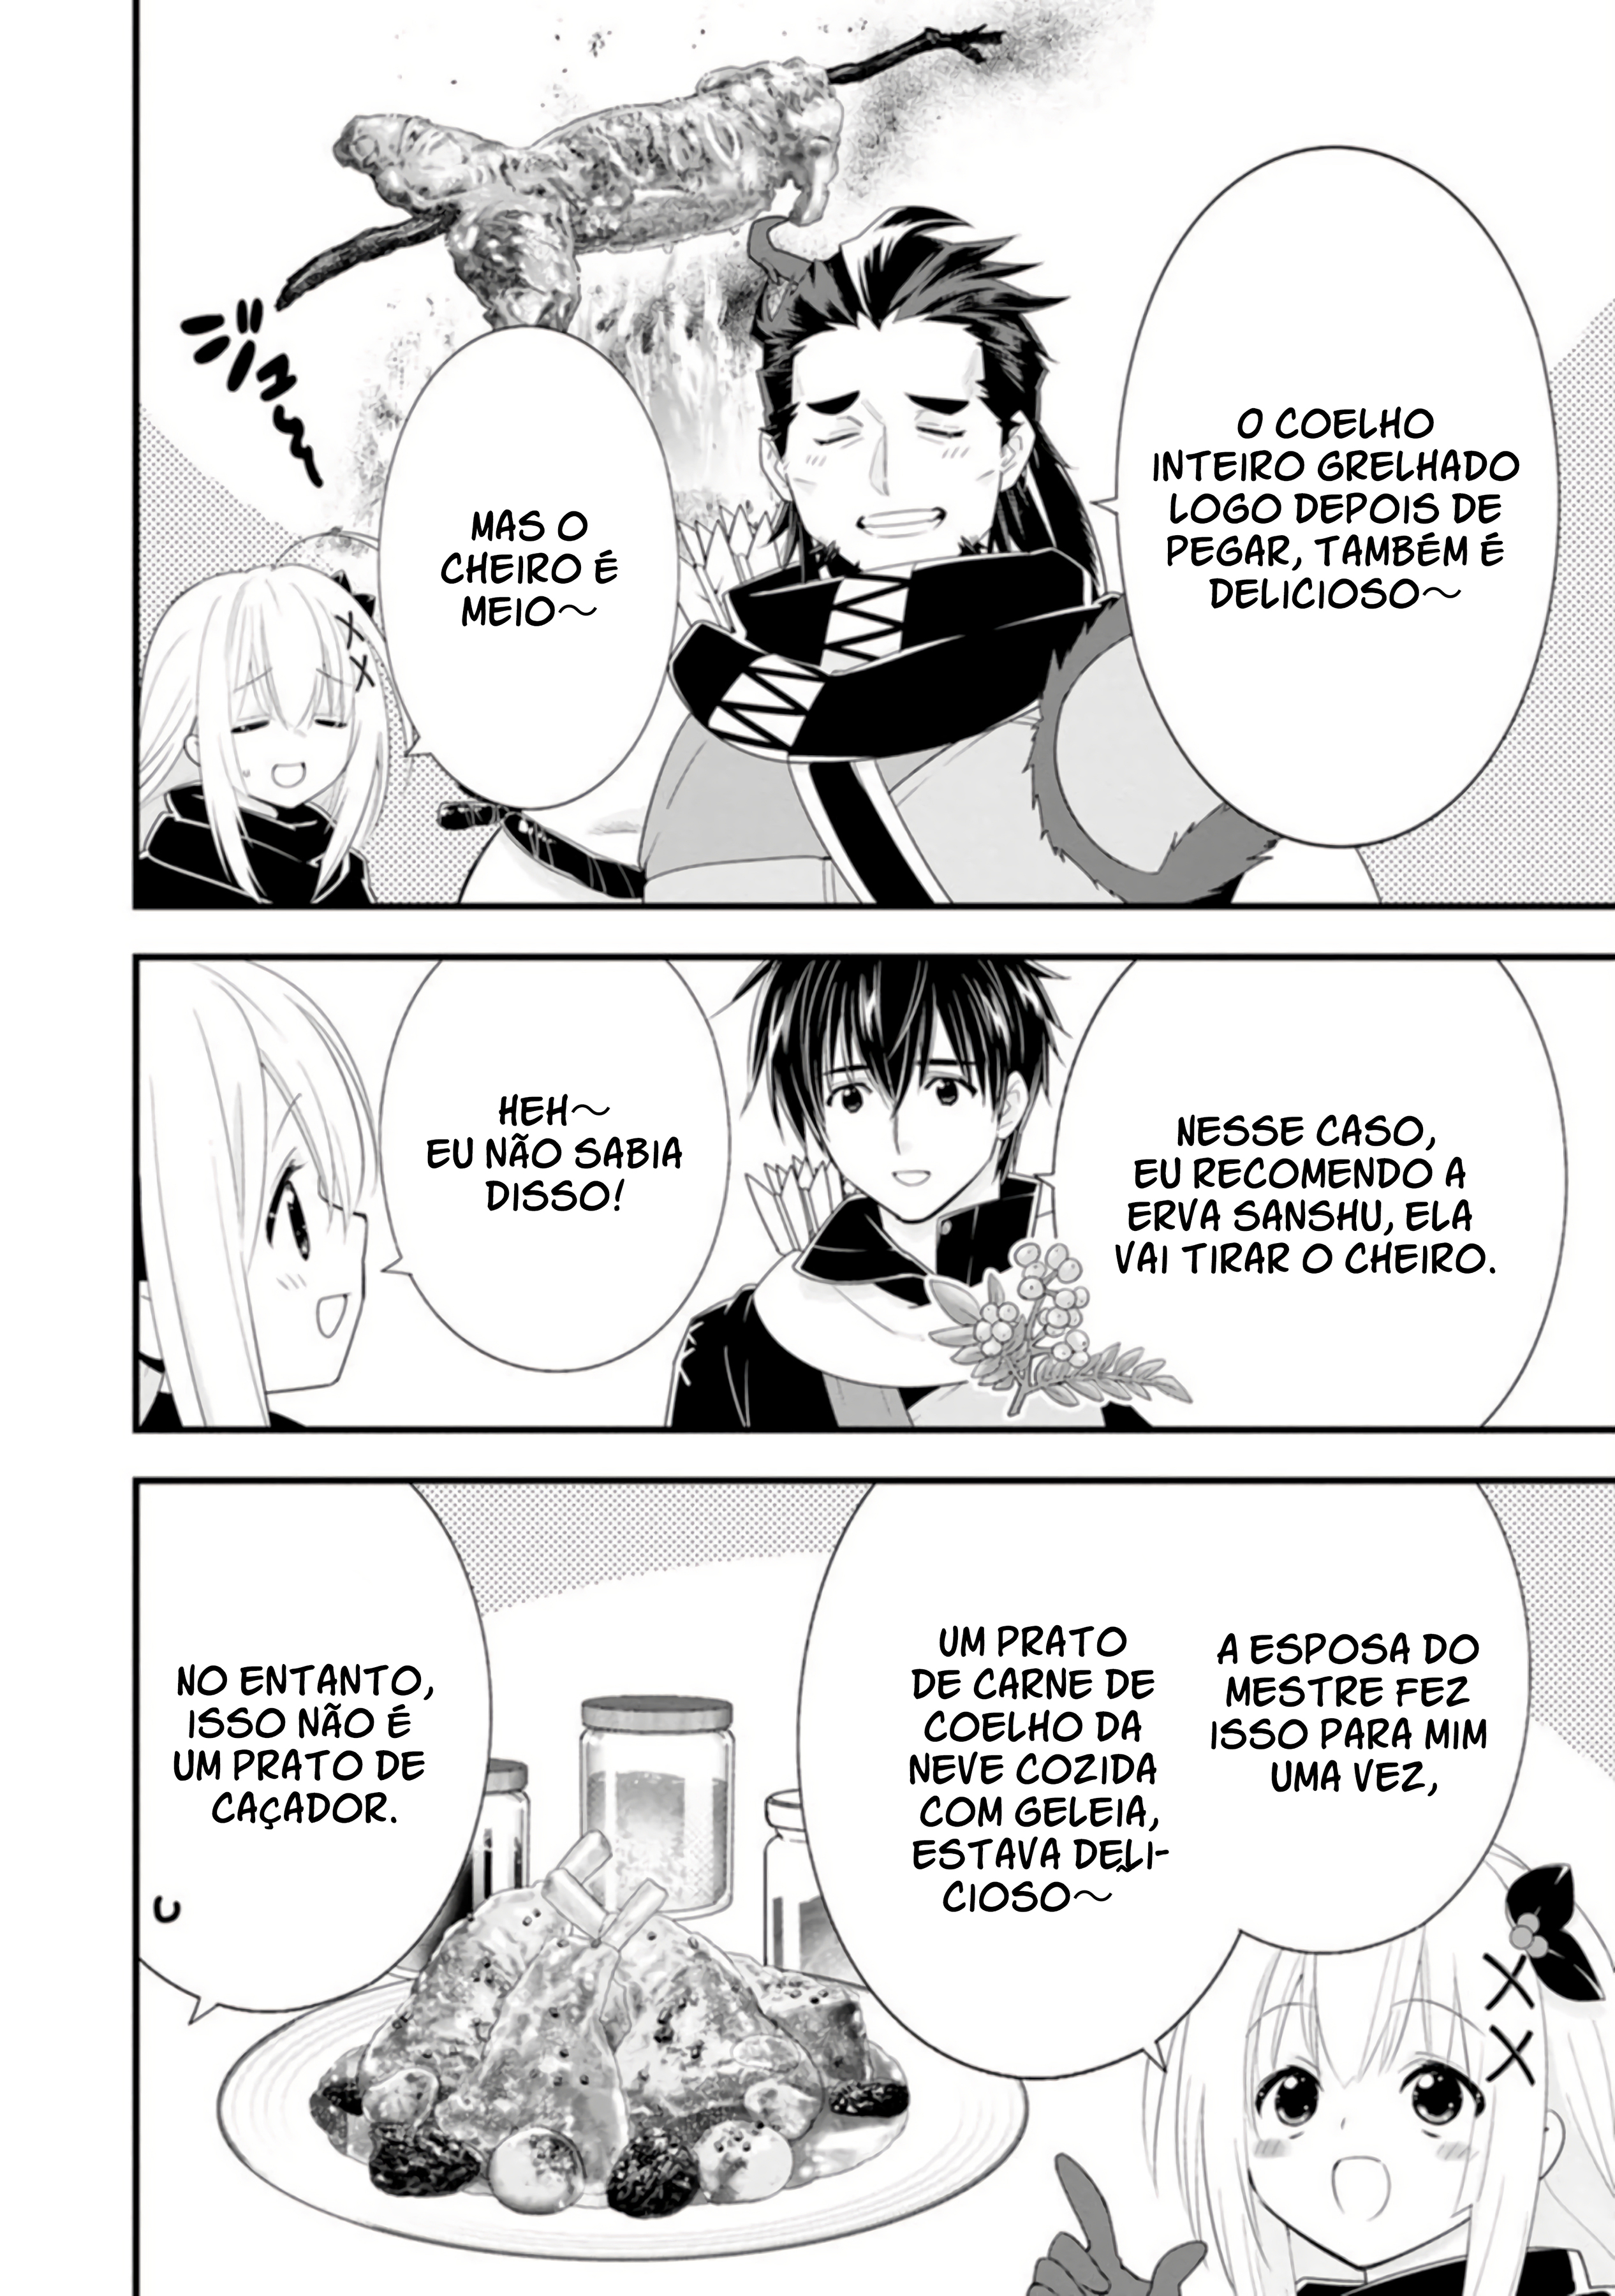 O COELHO
INTEIRO GRELHADO
LOGO DEPOIS DE
PEGAR, TAMBÉM É
DELICIOSO～
ジュ～
MAS O
CHEIRO É
MEIO～
NESSE CASO,
EU RECOMENDO A
ERVA SANSHU, ELA
VAI TIRAR O CHEIRO.
HEH～
EU NÃO SABIA
DISSO!
A ESPOSA DO
MESTRE FEZ
ISSO PARA MIM
UMA VEZ,
UM PRATO
DE CARNE DE
COELHO DA
NEVE COZIDA
COM GELEIA,
ESTAVA DELI-
CIOSO～
NO ENTANTO,
ISSO NÃO É
UM PRATO DE
CAÇADOR.